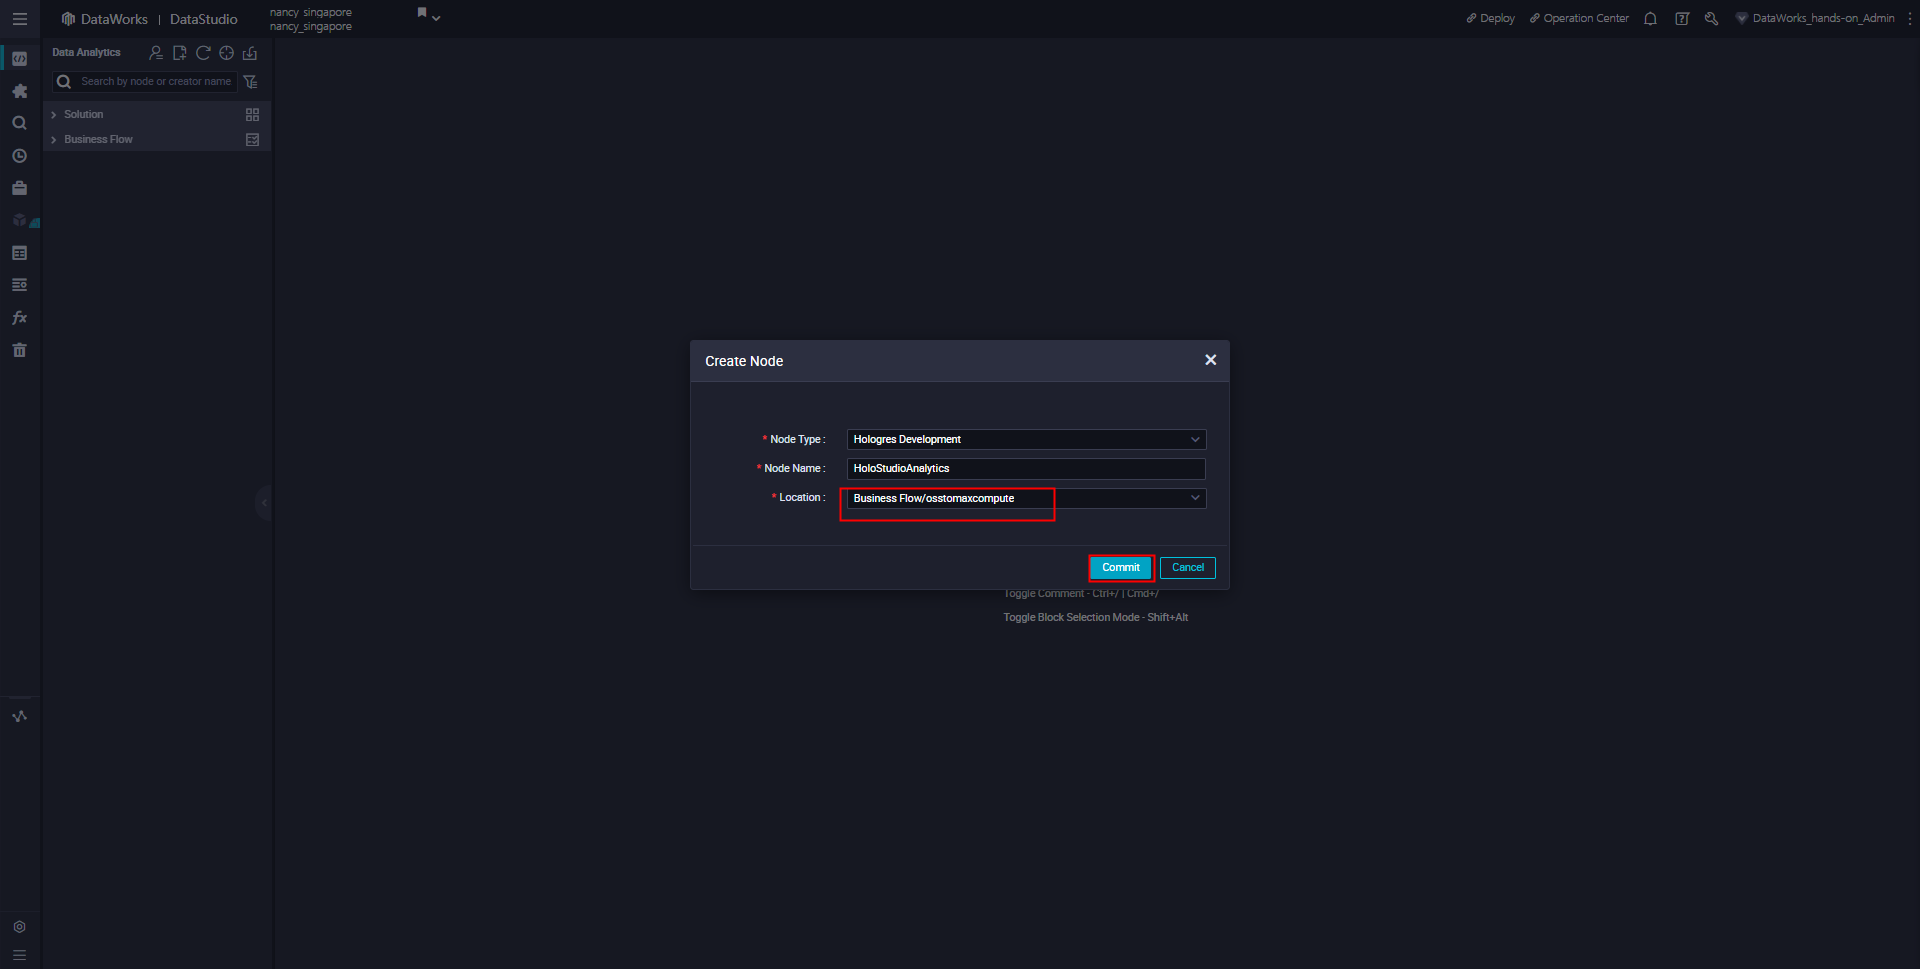 DataWorks | DataStudio
nancy_singapore
nancy_singapore
Deploy
Operation Center
DataWorks_hands-on_Admin
Data Analytics
Search by node or creator name
Solution
Business Flow
Create Node
* Node Type : Hologres Development
* Node Name : HoloStudioAnalytics
* Location : Business Flow/osstomaxcompute
Commit
Cancel
Toggle Comment - Ctrl+/ | Cmd+/
Toggle Block Selection Mode - Shift+Alt